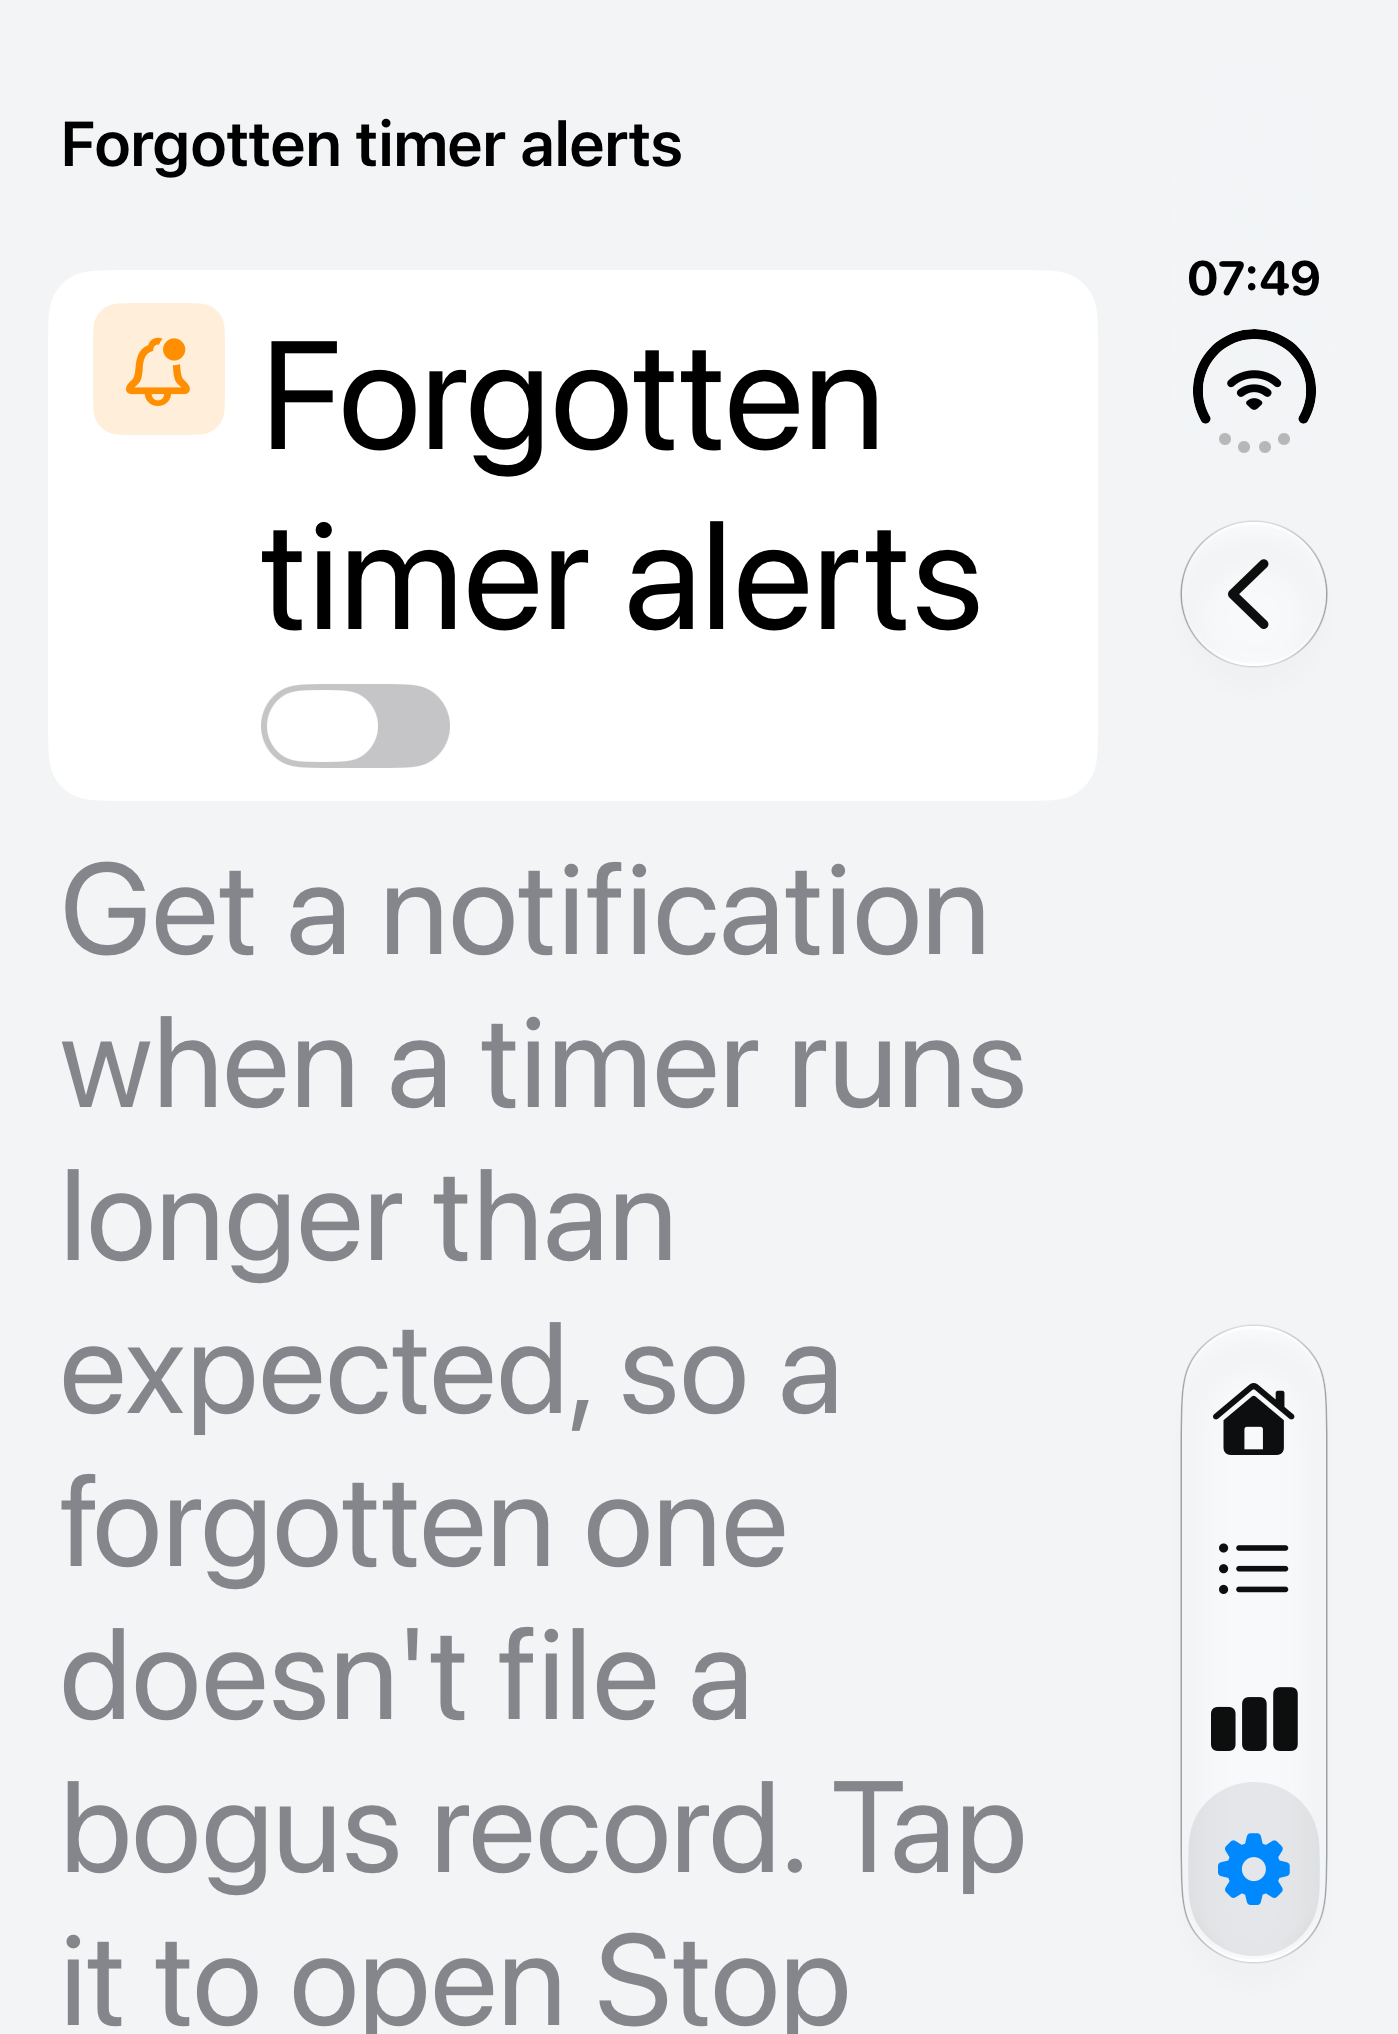 Forgotten timer alerts
07:49
Forgotten
timer alerts
Get a notification
when a timer runs
longer than
expected, so a
forgotten one
doesn't file a
bogus record. Tap
it to open Stop